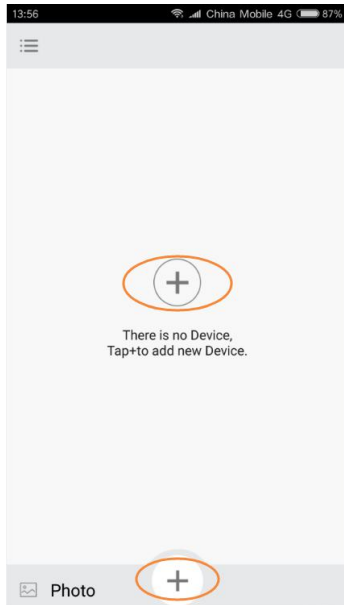 13:56 China Mobile 4G 87%
There is no Device,
Tap+to add new Device.
Photo